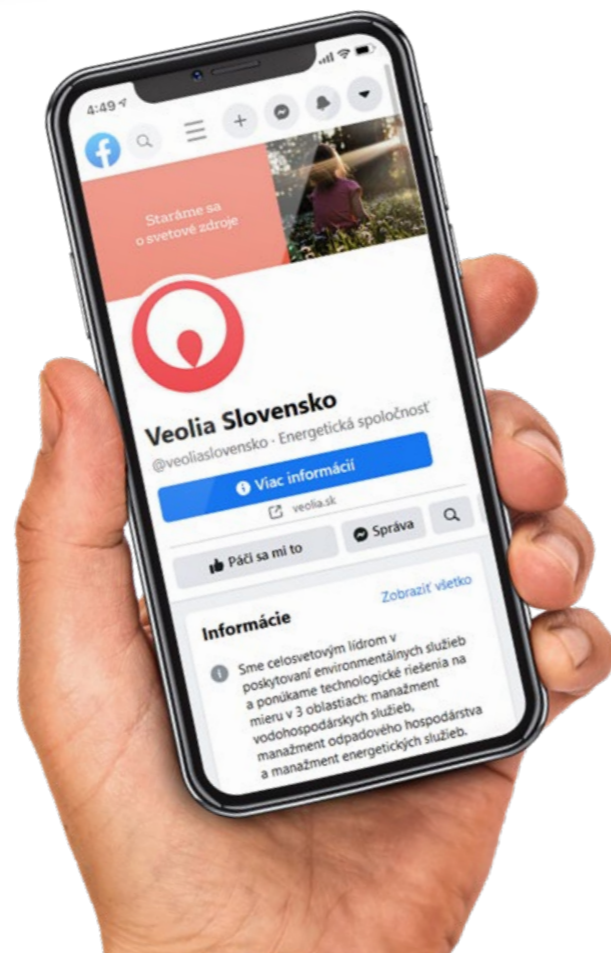 4:49
Staráme sa
o svetové zdroje
Veolia Slovensko
@veoliaslovensko · Energetická spoločnosť
Viac informácií
veolia.sk
Páči sa mi to
Správa
Informácie
Zobraziť všetko
Sme celosvetovým lídrom v
poskytovaní environmentálnych služieb
a ponúkame technologické riešenia na
mieru v 3 oblastiach: manažment
vodohospodárskych služieb,
manažment odpadového hospodárstva
a manažment energetických služieb.